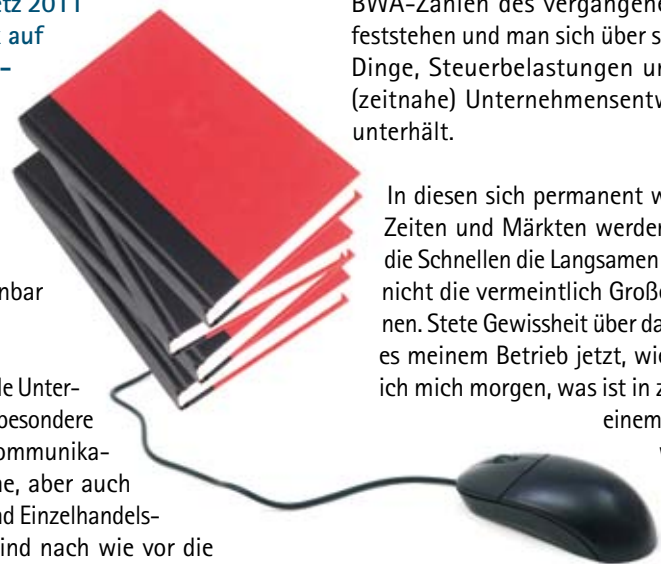 etz 2011
k auf
-
nbar
le Unter-
besondere
ommunika-
ne, aber auch
nd Einzelhandels-
ind nach wie vor die
BWA-Zahlen des vergangene
feststehen und man sich über s
Dinge, Steuerbelastungen u
(zeitnahe) Unternehmensentw
unterhält.
In diesen sich permanent w
Zeiten und Märkten werde
die Schnellen die Langsamen
nicht die vermeintlich Große
nen. Stete Gewissheit über da
es meinem Betrieb jetzt, wie
ich mich morgen, was ist in z
einem